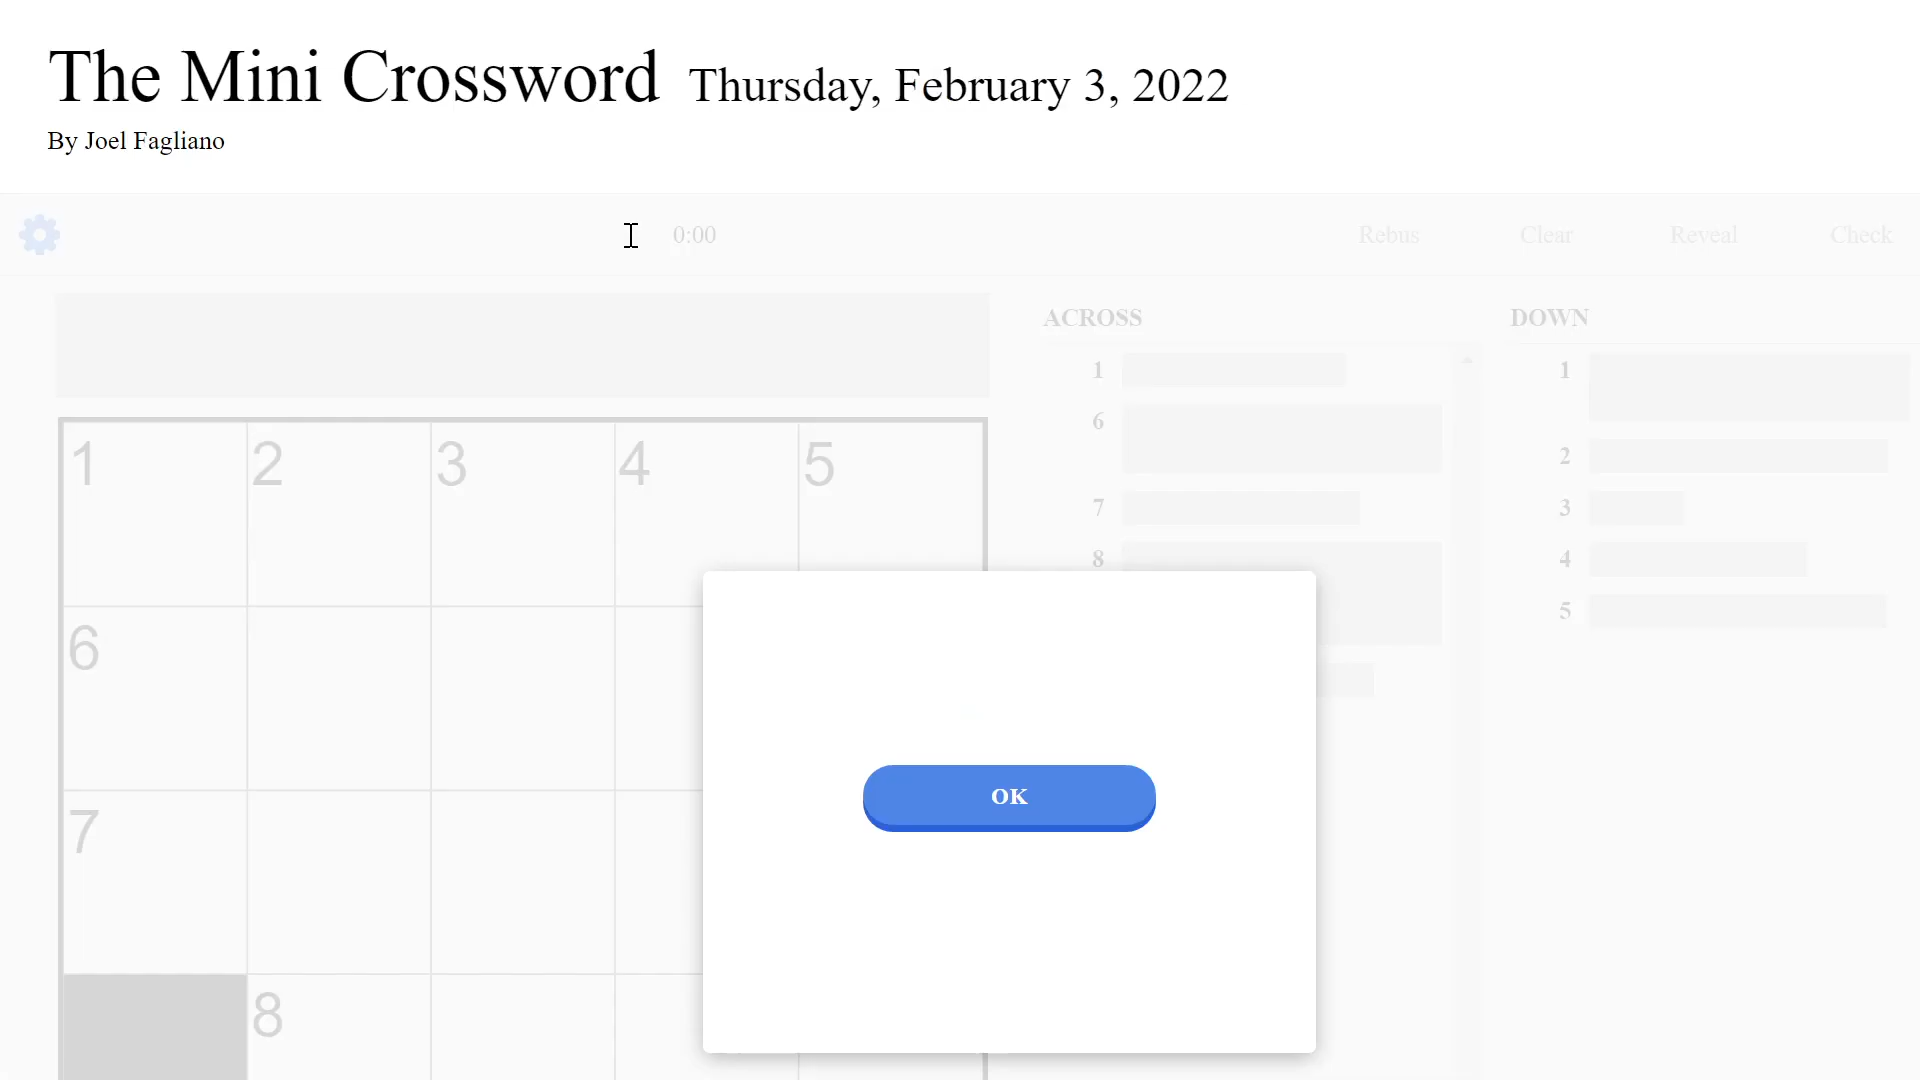 The Mini Crossword Thursday, February 3, 2022
By Joel Fagliano
0:00 Rebus Clear Reveal Check
ACROSS
1
6
7
8
DOWN
1
2
3
4
5
1 2 3 4 5
6
7
8
OK